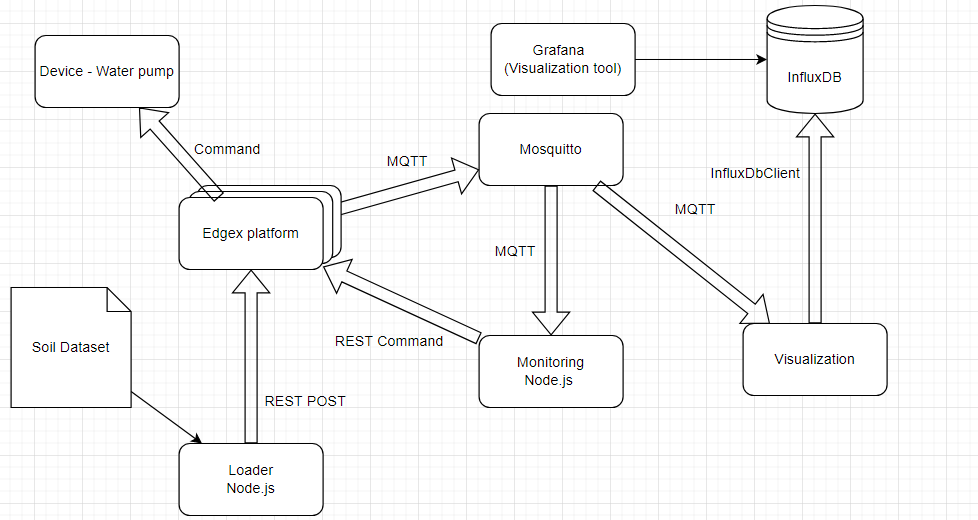 Device - Water pump
Grafana
(Visualization tool)
InfluxDB
Command
MQTT
Mosquitto
InfluxDbClient
MQTT
Edgex platform
MQTT
Soil Dataset
REST Command
Monitoring
Node.js
Visualization
REST POST
Loader
Node.js